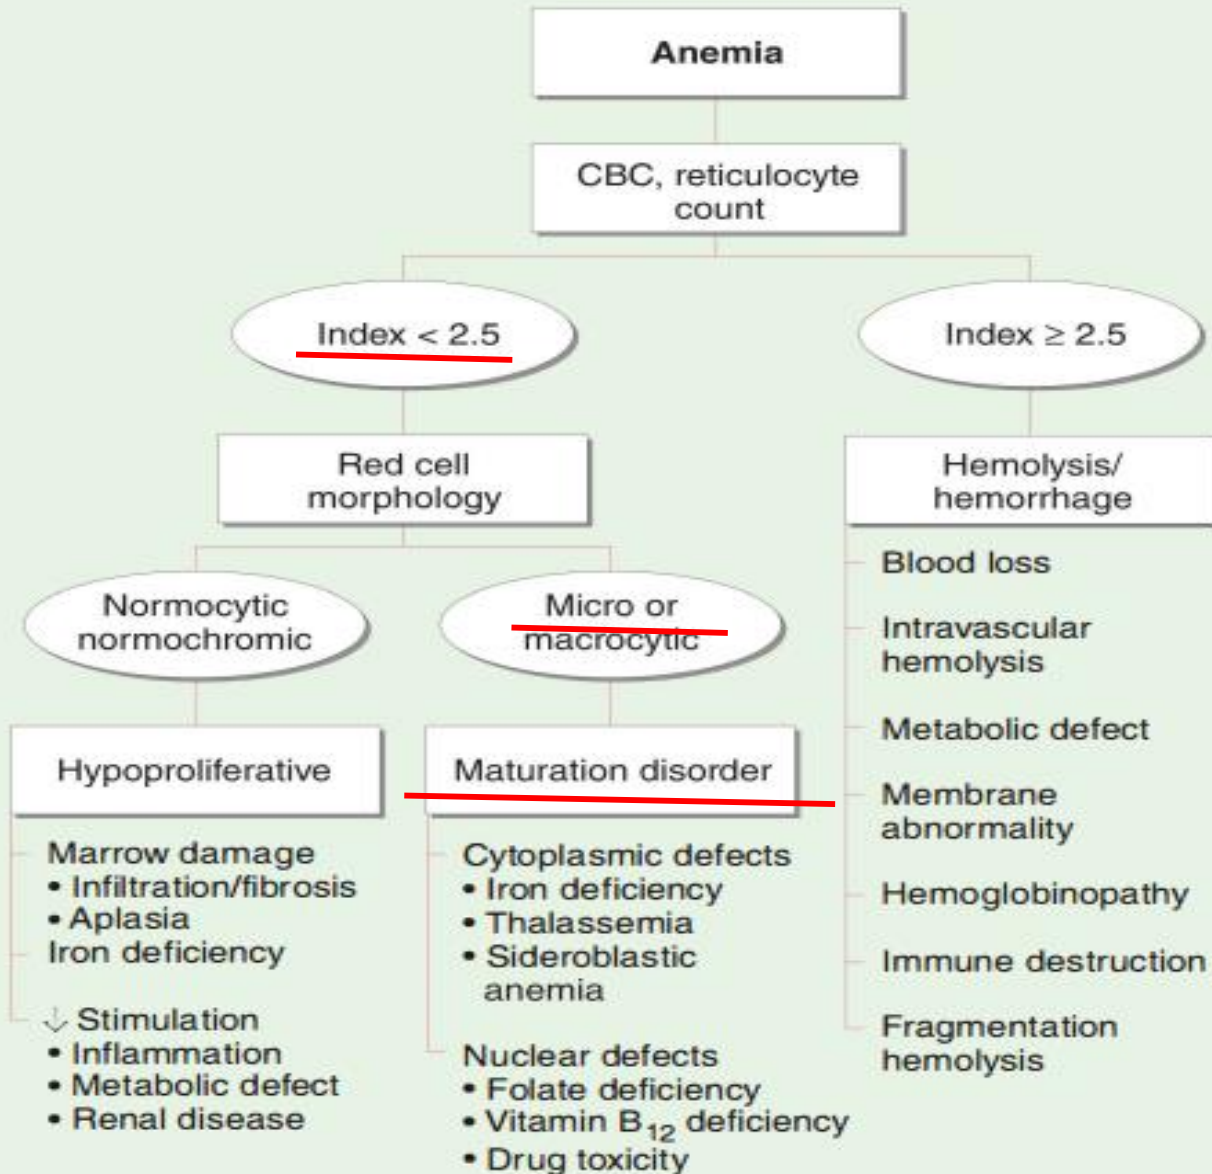 Anemia
CBC, reticulocyte
count
Index < 2.5
Index ≥ 2.5
Red cell
morphology
Hemolysis/
hemorrhage
Normocytic
normochromic
Micro or
macrocytic
Hypoproliferative
Marrow damage
• Infiltration/fibrosis
• Aplasia
Iron deficiency
↓ Stimulation
• Inflammation
• Metabolic defect
• Renal disease
Maturation disorder
Cytoplasmic defects
• Iron deficiency
• Thalassemia
• Sideroblastic
anemia
Nuclear defects
• Folate deficiency
• Vitamin B₁₂ deficiency
• Drug toxicity
Blood loss
Intravascular
hemolysis
Metabolic defect
Membrane
abnormality
Hemoglobinopathy
Immune destruction
Fragmentation
hemolysis